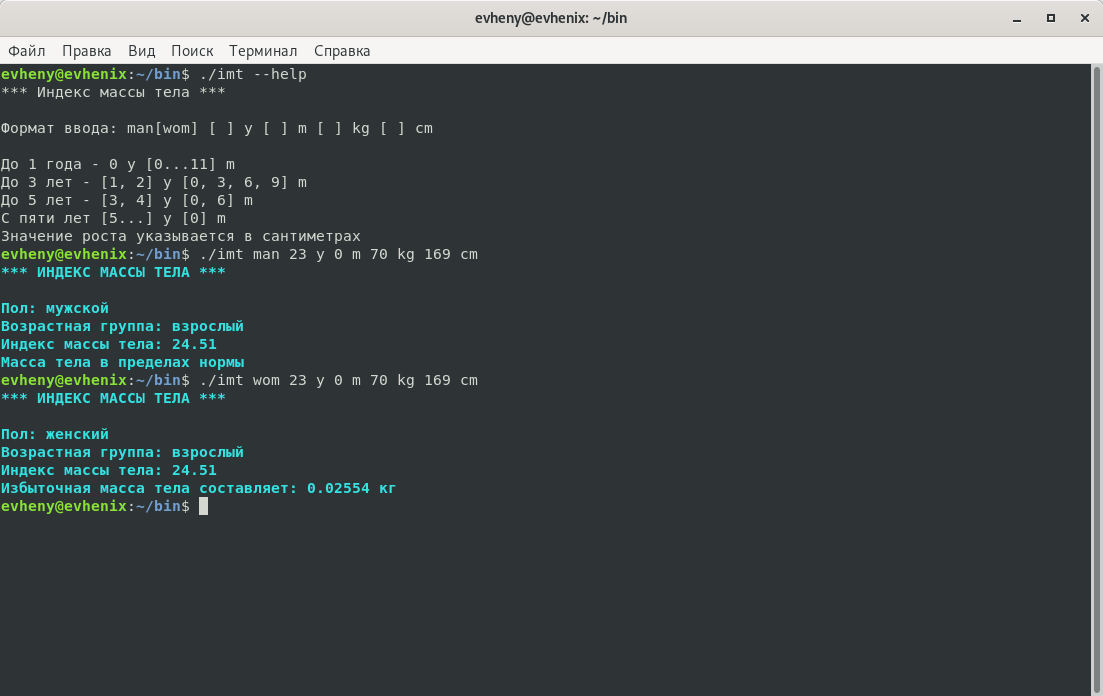 evheny@evhenix: ~/bin
Файл Правка Вид Поиск Терминал Справка
evheny@evhenix:~/bin$ ./imt --help
*** Индекс массы тела ***
Формат ввода: man[wom] [ ] y [ ] m [ ] kg [ ] cm
До 1 года - 0 y [0...11] m
До 3 лет - [1, 2] y [0, 3, 6, 9] m
До 5 лет - [3, 4] y [0, 6] m
С пяти лет [5...] y [0] m
Значение роста указывается в сантиметрах
evheny@evhenix:~/bin$ ./imt man 23 y 0 m 70 kg 169 cm
*** ИНДЕКС МАССЫ ТЕЛА ***
Пол: мужской
Возрастная группа: взрослый
Индекс массы тела: 24.51
Масса тела в пределах нормы
evheny@evhenix:~/bin$ ./imt wom 23 y 0 m 70 kg 169 cm
*** ИНДЕКС МАССЫ ТЕЛА ***
Пол: женский
Возрастная группа: взрослый
Индекс массы тела: 24.51
Избыточная масса тела составляет: 0.02554 кг
evheny@evhenix:~/bin$